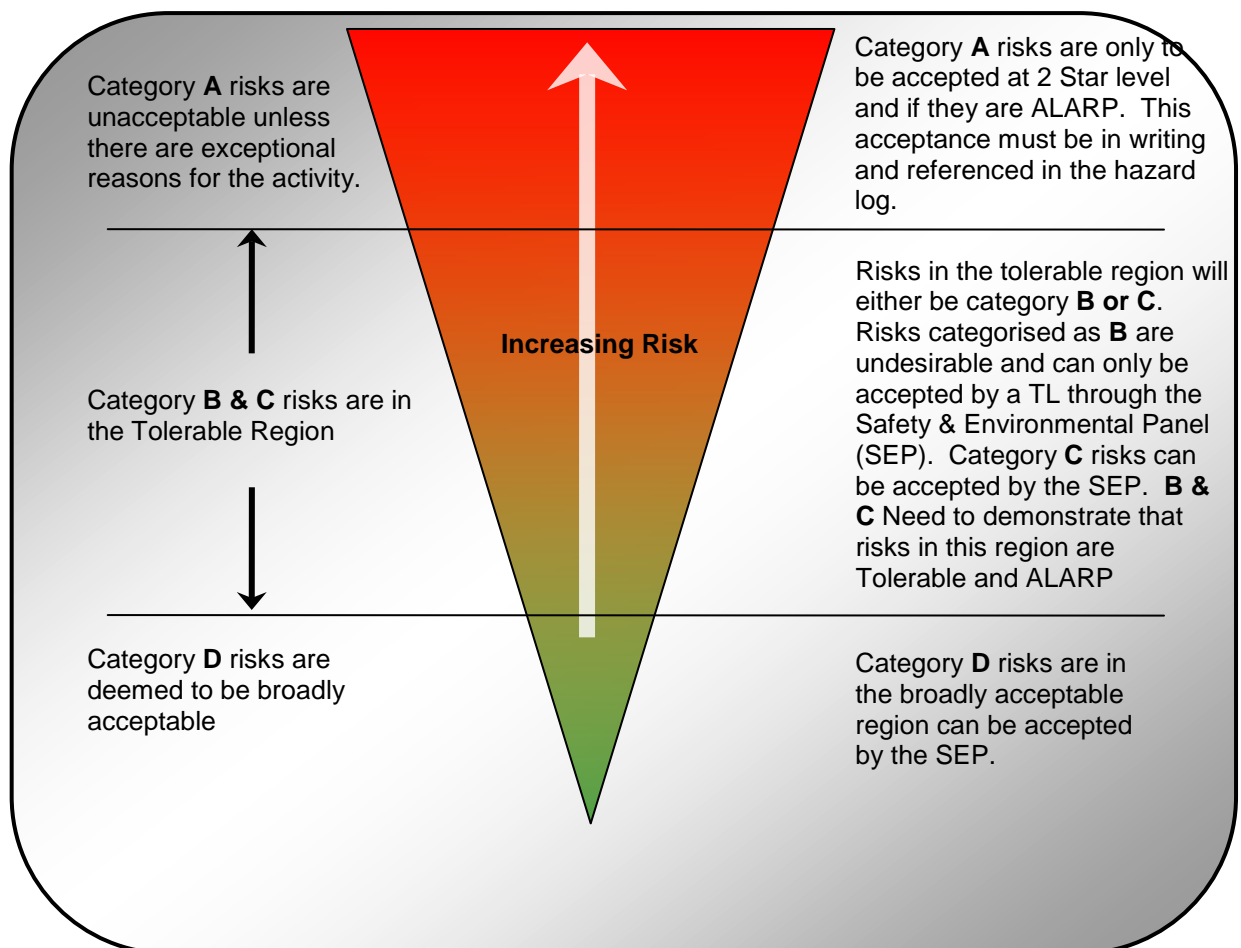 Category A risks are
unacceptable unless
there are exceptional
reasons for the activity.
Category A risks are only to
be accepted at 2 Star level
and if they are ALARP.  This
acceptance must be in writing
and referenced in the hazard
log.
Increasing Risk
Category B & C risks are in
the Tolerable Region
Risks in the tolerable region will
either be category B or C.
Risks categorised as B are
undesirable and can only be
accepted by a TL through the
Safety & Environmental Panel
(SEP).  Category C risks can
be accepted by the SEP.  B &
C Need to demonstrate that
risks in this region are
Tolerable and ALARP
Category D risks are
deemed to be broadly
acceptable
Category D risks are in
the broadly acceptable
region can be accepted
by the SEP.